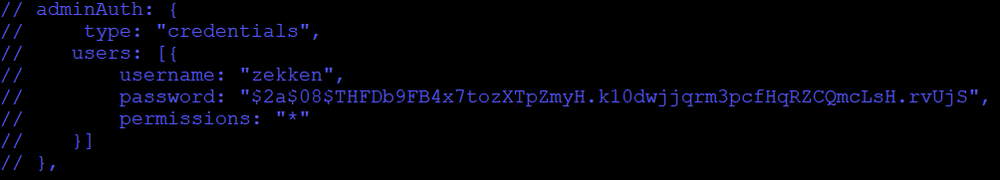 // adminAuth: {
//     type: "credentials",
//    users: [{
//        username: "zekken",
//        password: "$2a$08$THFDb9FB4x7tozXTpZmyH.k10dwjjqrm3pcfHqRZCQmcLsH.rvUjS",
//        permissions: "*"
//    }]
// },